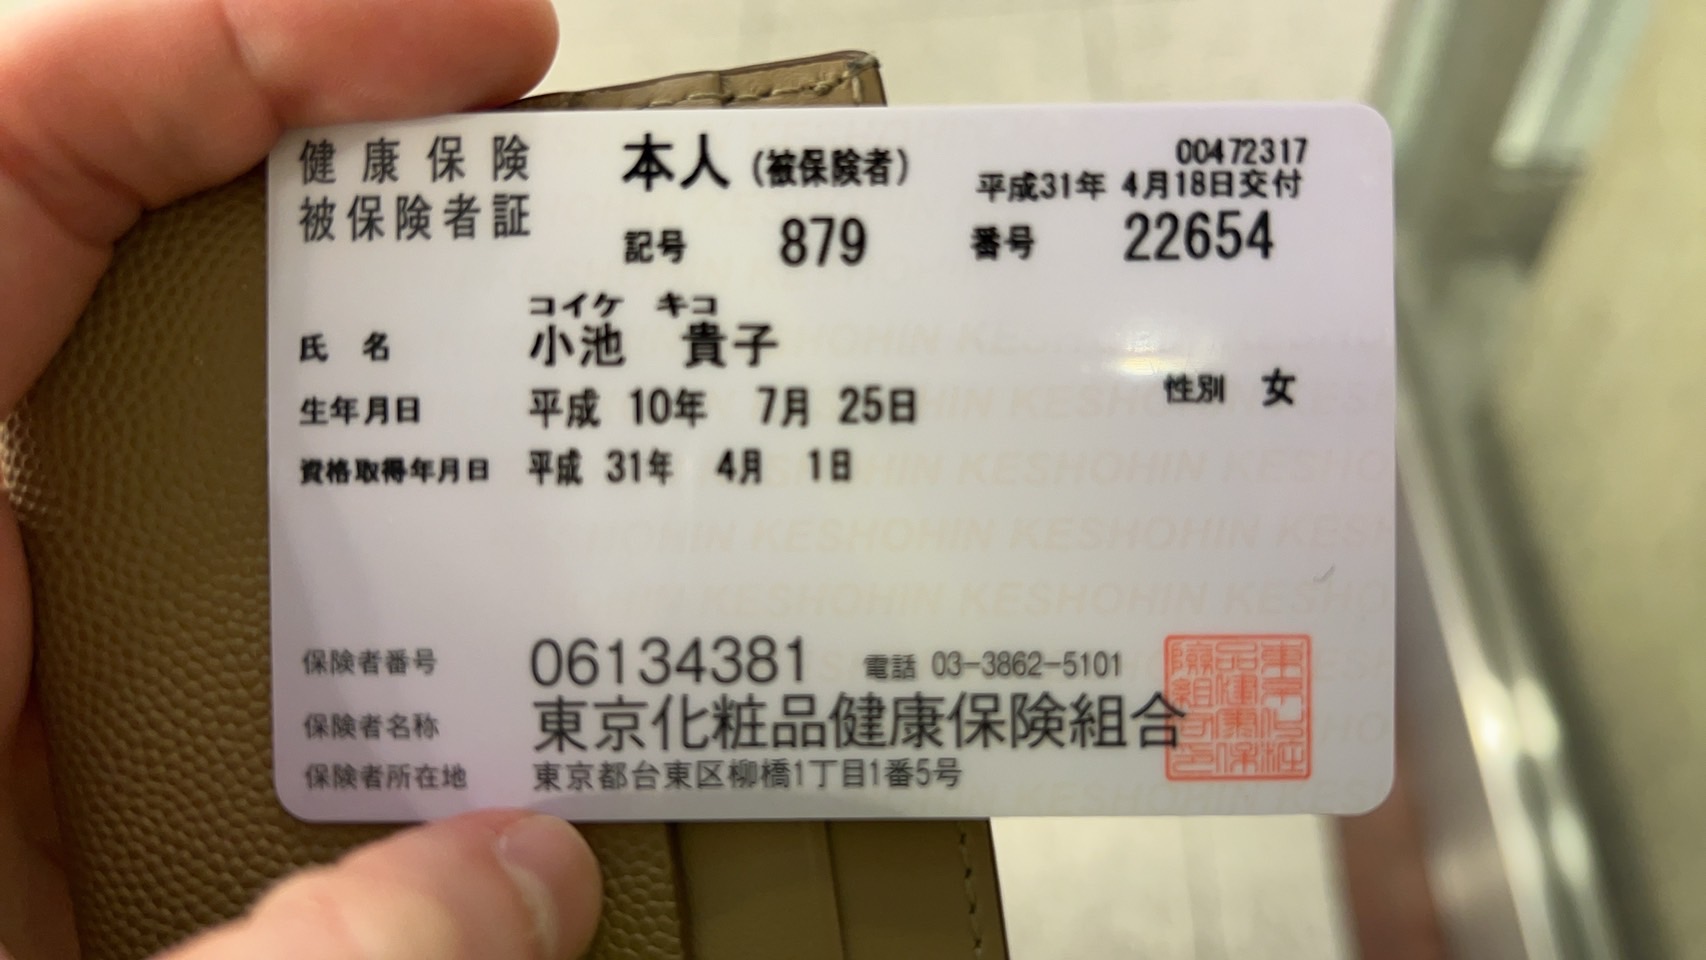 健康保険
被保険者証
本人（被保険者）
00472317
平成31年 4月18日交付
記号 879 番号 22654
コイケ キコ
氏名 小池 貴子
性別 女
生年月日 平成 10年 7月 25日
資格取得年月日 平成 31年 4月 1日
KESHOHIN KESHOHIN KESHOHIN
保険者番号 06134381 電話 03-3862-5101
保険者名称 東京化粧品健康保険組合
保険者所在地 東京都台東区柳橋1丁目1番5号